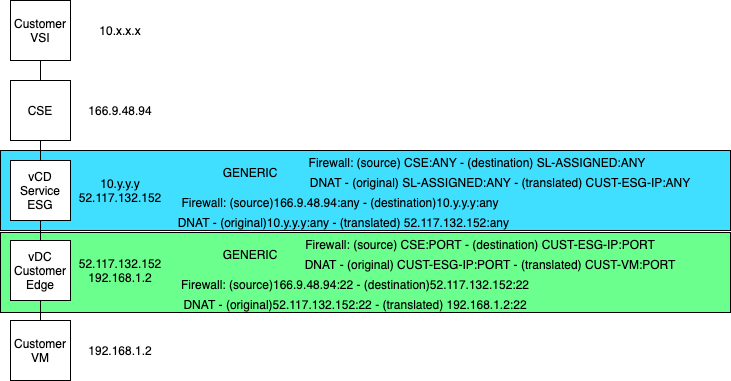 Customer
VSI
10.x.x.x
CSE
166.9.48.94
vCD
Service
ESG
10.y.y.y
52.117.132.152
GENERIC
Firewall: (source) CSE:ANY - (destination) SL-ASSIGNED:ANY
DNAT - (original) SL-ASSIGNED:ANY - (translated) CUST-ESG-IP:ANY
Firewall: (source)166.9.48.94:any - (destination)10.y.y.y:any
DNAT - (original)10.y.y.y:any - (translated) 52.117.132.152:any
vDC
Customer
Edge
52.117.132.152
192.168.1.2
GENERIC
Firewall: (source) CSE:PORT - (destination) CUST-ESG-IP:PORT
DNAT - (original) CUST-ESG-IP:PORT - (translated) CUST-VM:PORT
Firewall: (source)166.9.48.94:22 - (destination)52.117.132.152:22
DNAT - (original)52.117.132.152:22 - (translated) 192.168.1.2:22
Customer
VM
192.168.1.2